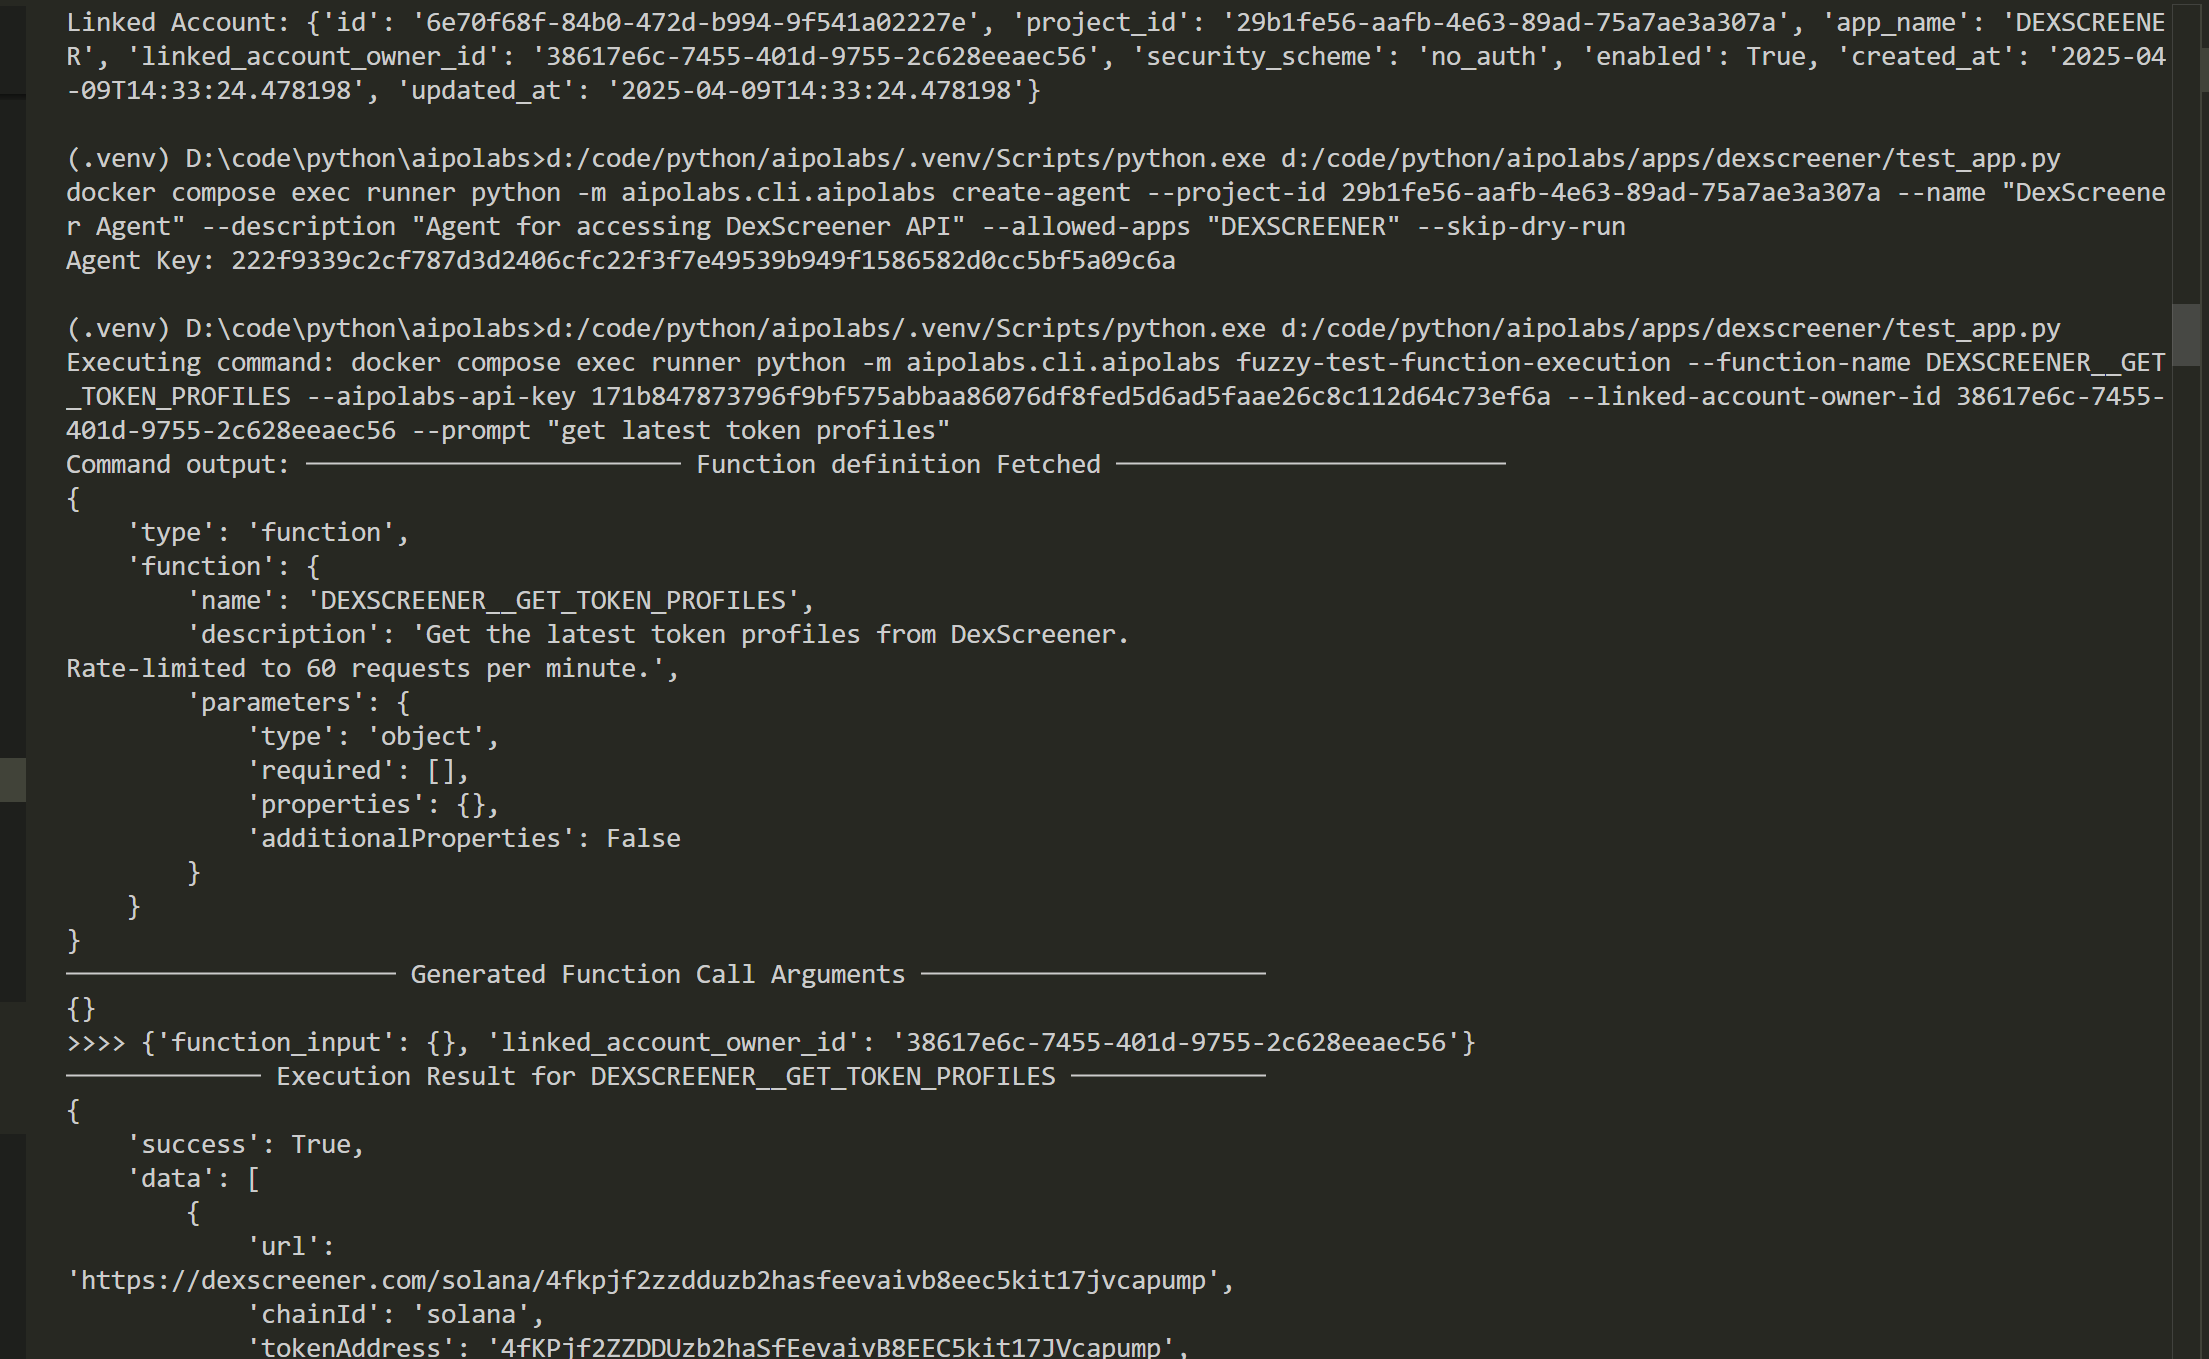 Linked Account: {'id': '6e70f68f-84b0-472d-b994-9f541a02227e', 'project_id': '29b1fe56-aafb-4e63-89ad-75a7ae3a307a', 'app_name': 'DEXSCREENE
R', 'linked_account_owner_id': '38617e6c-7455-401d-9755-2c628eeaec56', 'security_scheme': 'no_auth', 'enabled': True, 'created_at': '2025-04
-09T14:33:24.478198', 'updated_at': '2025-04-09T14:33:24.478198'}
(.venv) D:\code\python\aipolabs>d:/code/python/aipolabs/.venv/Scripts/python.exe d:/code/python/aipolabs/apps/dexscreener/test_app.py
docker compose exec runner python -m aipolabs.cli.aipolabs create-agent --project-id 29b1fe56-aafb-4e63-89ad-75a7ae3a307a --name "DexScreene
r Agent" --description "Agent for accessing DexScreener API" --allowed-apps "DEXSCREENER" --skip-dry-run
Agent Key: 222f9339c2cf787d3d2406cfc22f3f7e49539b949f1586582d0cc5bf5a09c6a
(.venv) D:\code\python\aipolabs>d:/code/python/aipolabs/.venv/Scripts/python.exe d:/code/python/aipolabs/apps/dexscreener/test_app.py
Executing command: docker compose exec runner python -m aipolabs.cli.aipolabs fuzzy-test-function-execution --function-name DEXSCREENER__GET
_TOKEN_PROFILES --aipolabs-api-key 171b847873796f9bf575abbaa86076df8fed5d6ad5faae26c8c112d64c73ef6a --linked-account-owner-id 38617e6c-7455-
401d-9755-2c628eeaec56 --prompt "get latest token profiles"
Command output: ───────────────────────── Function definition Fetched ──────────────────────────
{
    'type': 'function',
    'function': {
        'name': 'DEXSCREENER__GET_TOKEN_PROFILES',
        'description': 'Get the latest token profiles from DexScreener.
Rate-limited to 60 requests per minute.',
        'parameters': {
            'type': 'object',
            'required': [],
            'properties': {},
            'additionalProperties': False
        }
    }
}
────────────────────── Generated Function Call Arguments ───────────────────────
{}
>>>> {'function_input': {}, 'linked_account_owner_id': '38617e6c-7455-401d-9755-2c628eeaec56'}
───────────── Execution Result for DEXSCREENER__GET_TOKEN_PROFILES ─────────────
{
    'success': True,
    'data': [
        {
            'url':
'https://dexscreener.com/solana/4fkpjf2zzdduzb2hasfeevaivb8eec5kit17jvcapump',
            'chainId': 'solana',
            'tokenAddress': '4fKPjf2ZZDDUzb2haSfEevaivB8EEC5kit17JVcapump',